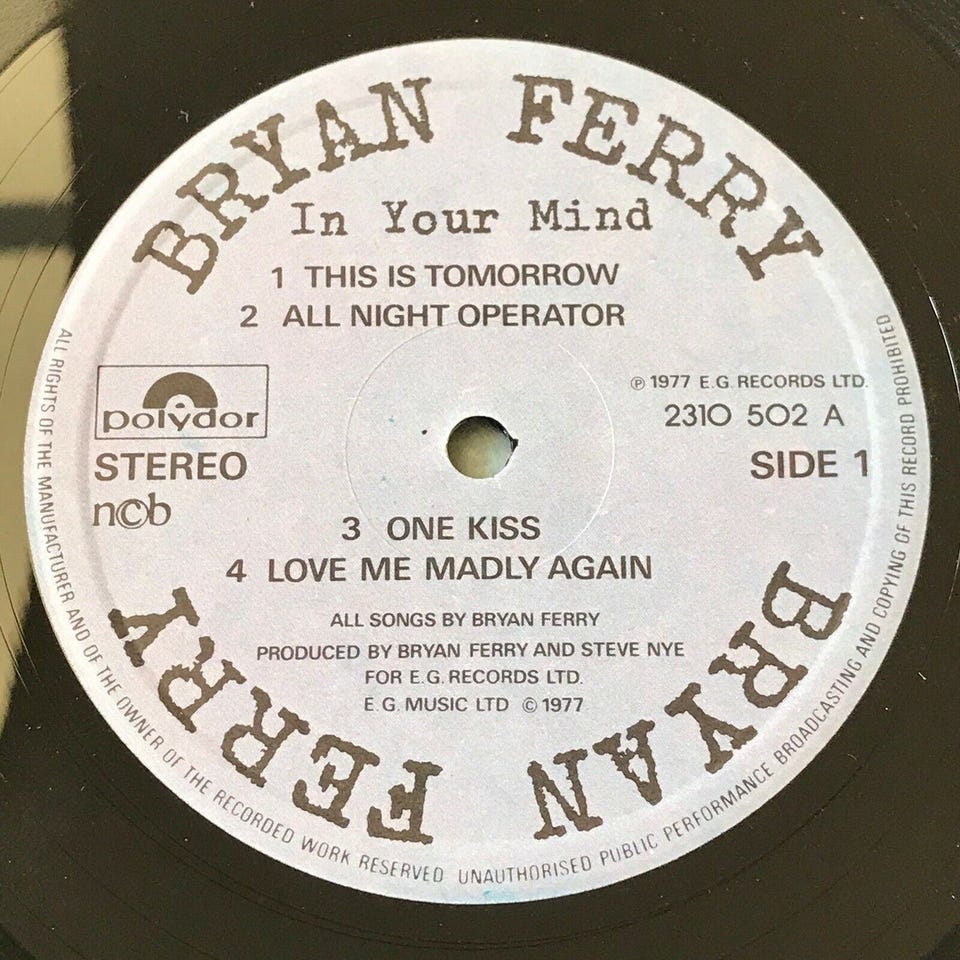 BRYAN FERRY
In Your Mind
1 THIS IS TOMORROW
2 ALL NIGHT OPERATOR
polydor
STEREO
n©b
℗ 1977 E.G. RECORDS LTD.
2310 502 A
SIDE 1
3 ONE KISS
4 LOVE ME MADLY AGAIN
ALL SONGS BY BRYAN FERRY
PRODUCED BY BRYAN FERRY AND STEVE NYE
FOR E.G. RECORDS LTD.
E.G. MUSIC LTD © 1977
BRYAN FERRY
ALL RIGHTS OF THE MANUFACTURER AND OF THE OWNER OF THE RECORDED WORK RESERVED UNAUTHORISED PUBLIC PERFORMANCE BROADCASTING AND COPYING OF THIS RECORD PROHIBITED